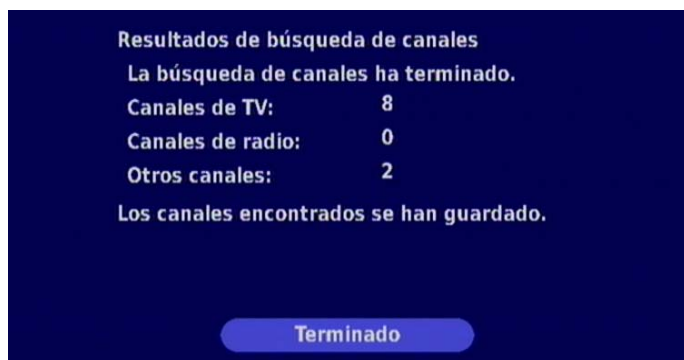 Resultados de búsqueda de canales
La búsqueda de canales ha terminado.
Canales de TV: 8
Canales de radio: 0
Otros canales: 2
Los canales encontrados se han guardado.
Terminado